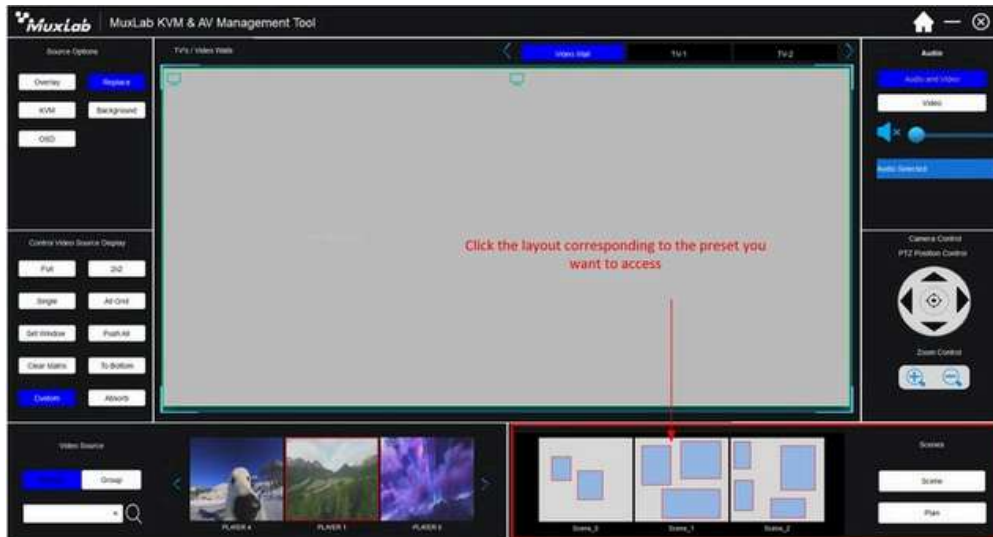 MuxLab
MuxLab KVM & AV Management Tool
Source Options
Overlay
Replace
KVM
Background
OSD
TV's / Video Walls
Video Wall
TV-1
TV-2
Audio
Audio and Video
Video
Audio Selected
Click the layout corresponding to the preset you
want to access
Control Video Source Display
Full
2x2
Single
All Grid
Set Window
Push All
Clear Matrix
To Bottom
Custom
Absorb
Camera Control
PTZ Position Control
Zoom Control
Video Source
Group
PLAYER 4
PLAYER 1
PLAYER 5
Scene_0
Scene_1
Scene_2
Scenes
Scene
Plan